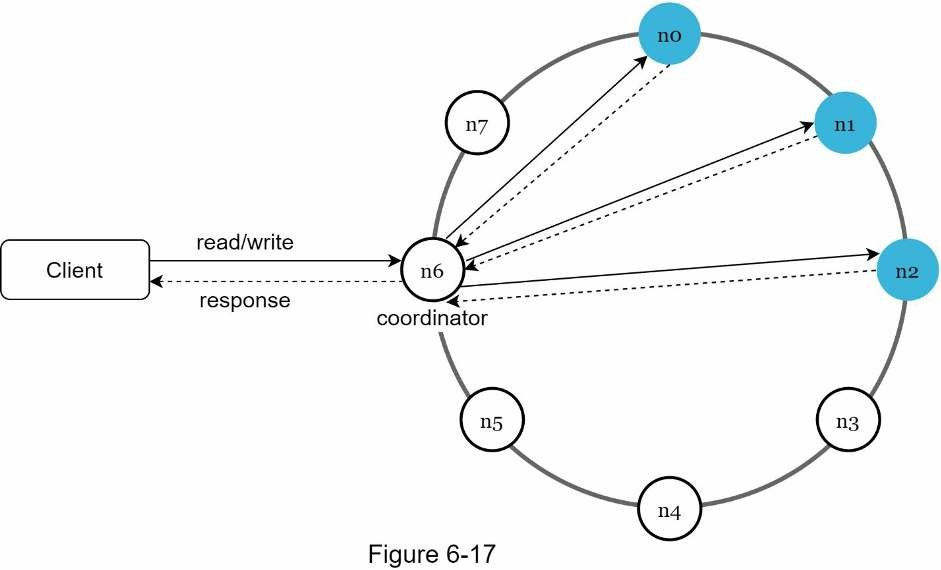 n0
n7
n1
read/write
Client
n6
n2
response
coordinator
n5
n3
n4
Figure 6-17